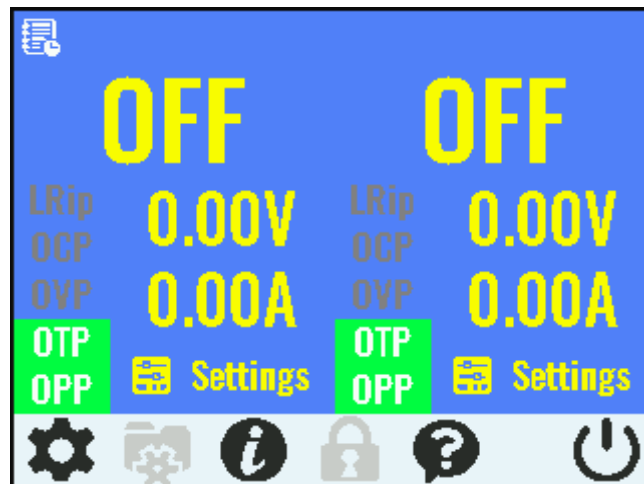 OFF OFF
LRip 0.00V LRip 0.00V
OCP OCP
OVP 0.00A OVP 0.00A
OTP OTP
OPP Settings OPP Settings